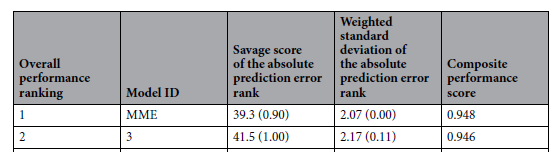 Overall performance ranking | Model ID | Savage score of the absolute prediction error rank | Weighted standard deviation of the absolute prediction error rank | Composite performance score
1 | MME | 39.3 (0.90) | 2.07 (0.00) | 0.948
2 | 3 | 41.5 (1.00) | 2.17 (0.11) | 0.946